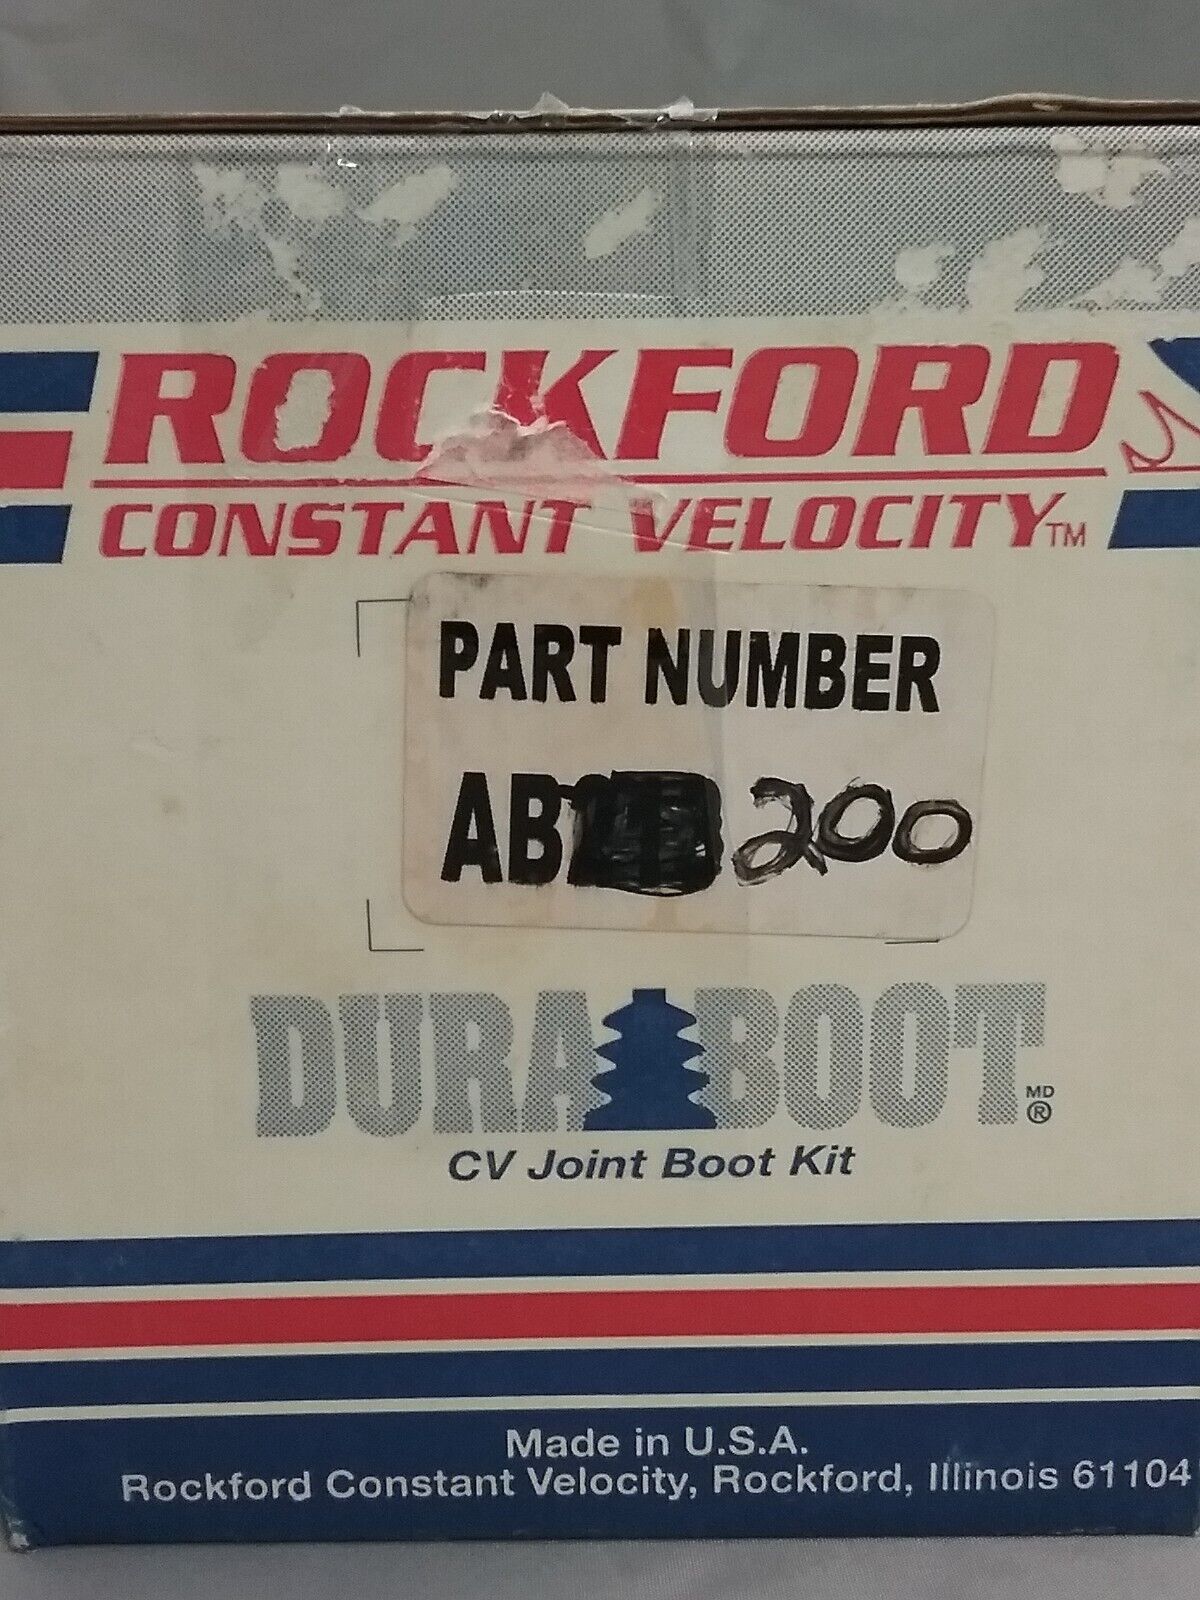 ROCKFORD
CONSTANT VELOCITY™
PART NUMBER
AB 200
DURA BOOT MD ®
CV Joint Boot Kit
Made in U.S.A.
Rockford Constant Velocity, Rockford, Illinois 61104